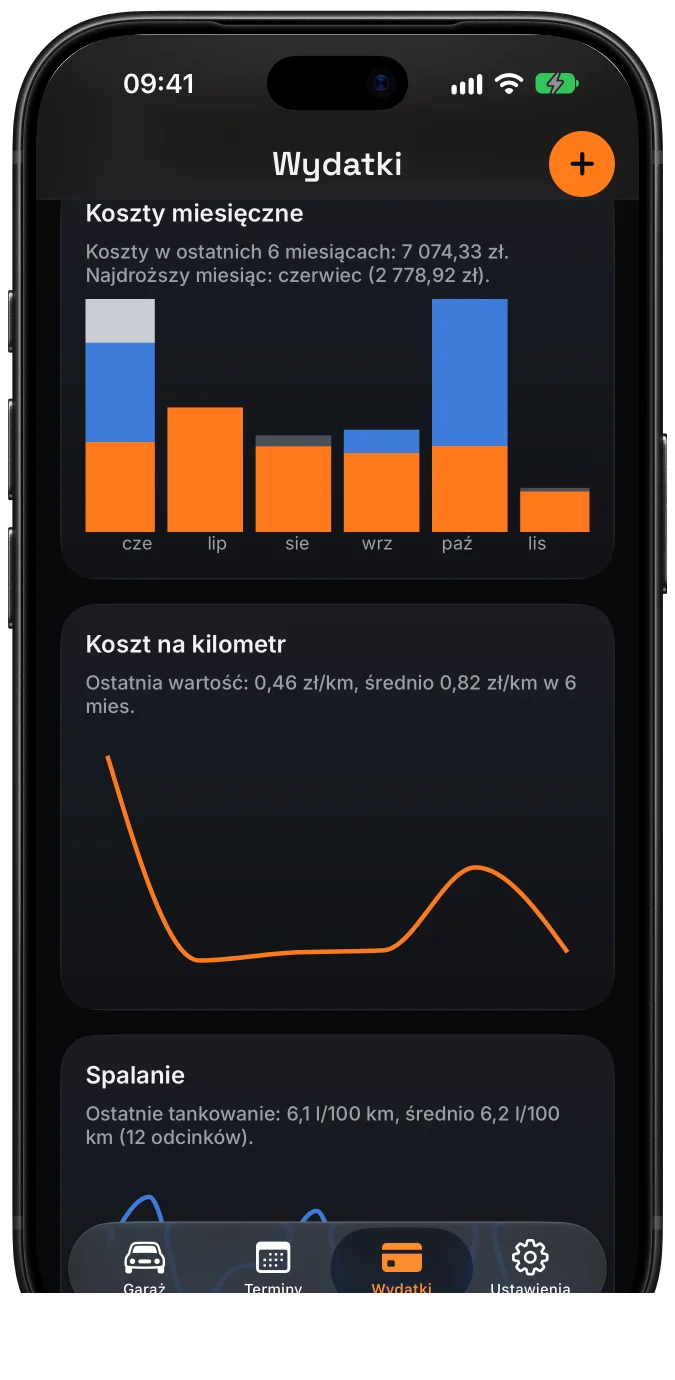 09:41
Wydatki
Koszty miesięczne
Koszty w ostatnich 6 miesiącach: 7 074,33 zł.
Najdroższy miesiąc: czerwiec (2 778,92 zł).
cze lip sie wrz paź lis
Koszt na kilometr
Ostatnia wartość: 0,46 zł/km, średnio 0,82 zł/km w 6
mies.
Spalanie
Ostatnie tankowanie: 6,1 l/100 km, średnio 6,2 l/100
km (12 odcinków).
Garaż Terminy Wydatki Ustawienia